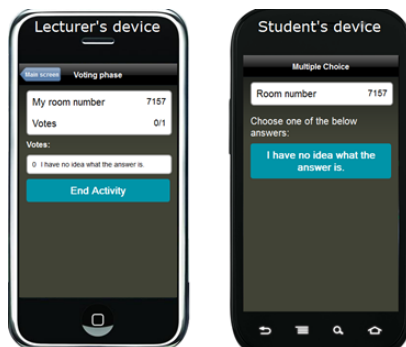 Lecturer's device
Main screen
Voting phase
My room number 7157
Votes 0/1
Votes:
0 I have no idea what the answer is.
End Activity
Student's device
Multiple Choice
Room number 7157
Choose one of the below
answers:
I have no idea what the
answer is.